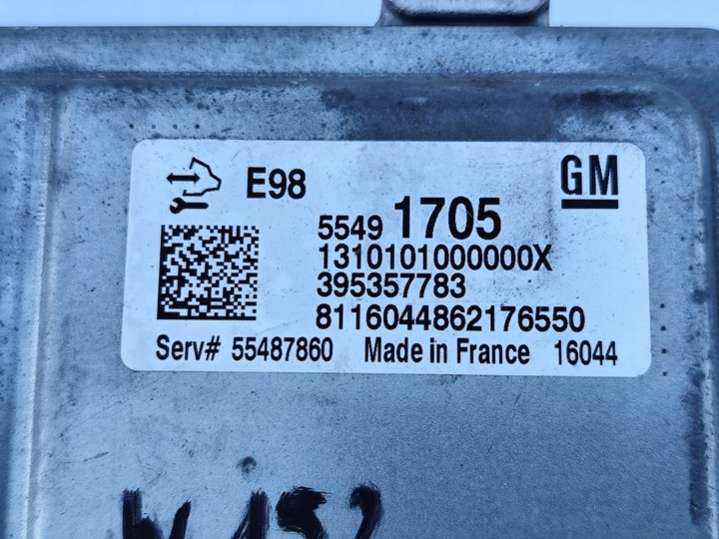 E98 GM
5549 1705
1310101000000X
395357783
8116044862176550
Serv# 55487860 Made in France 16044